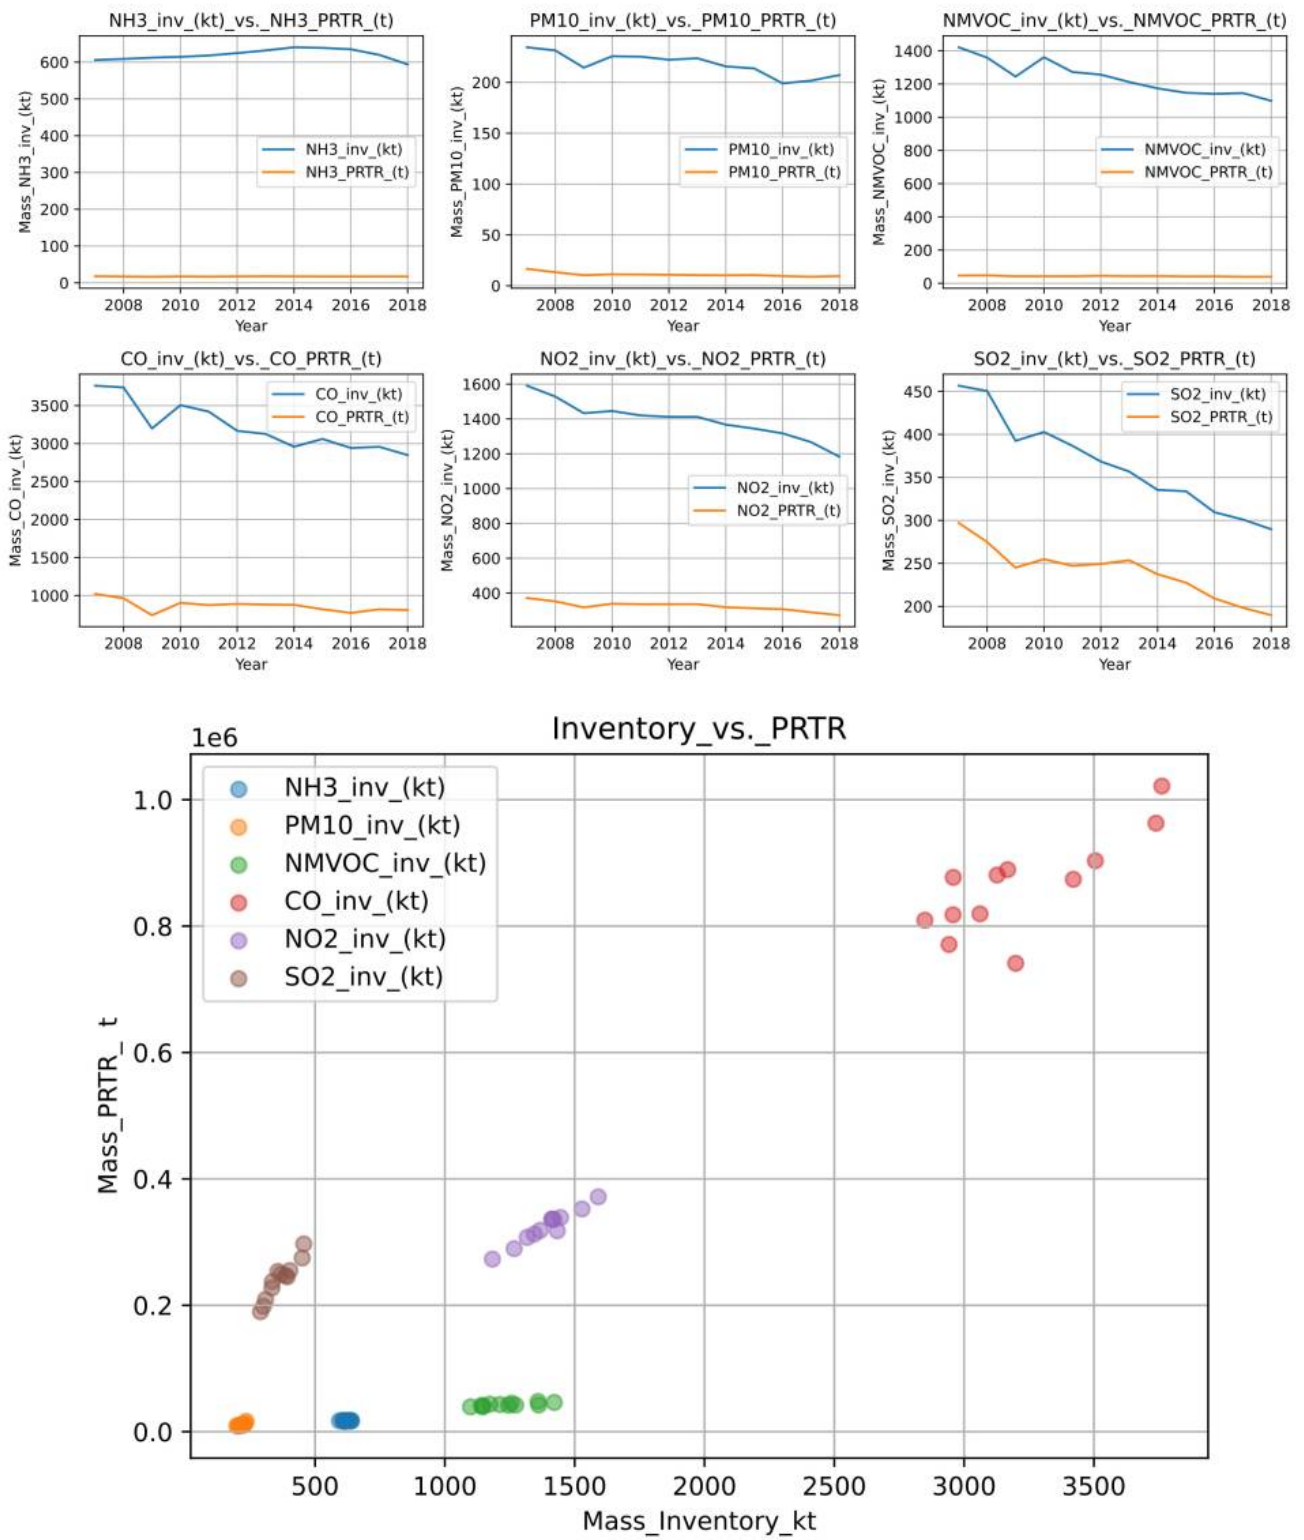 NH3_inv_(kt)_vs._NH3_PRTR_(t)
Mass_NH3_inv_(kt)
600
500
400
300
200
100
0
NH3_inv_(kt)
NH3_PRTR_(t)
2008 2010 2012 2014 2016 2018
Year
PM10_inv_(kt)_vs._PM10_PRTR_(t)
Mass_PM10_inv_(kt)
200
150
100
50
0
PM10_inv_(kt)
PM10_PRTR_(t)
2008 2010 2012 2014 2016 2018
Year
NMVOC_inv_(kt)_vs._NMVOC_PRTR_(t)
Mass_NMVOC_inv_(kt)
1400
1200
1000
800
600
400
200
0
NMVOC_inv_(kt)
NMVOC_PRTR_(t)
2008 2010 2012 2014 2016 2018
Year
CO_inv_(kt)_vs._CO_PRTR_(t)
Mass_CO_inv_(kt)
3500
3000
2500
2000
1500
1000
CO_inv_(kt)
CO_PRTR_(t)
2008 2010 2012 2014 2016 2018
Year
NO2_inv_(kt)_vs._NO2_PRTR_(t)
Mass_NO2_inv_(kt)
1600
1400
1200
1000
800
600
400
NO2_inv_(kt)
NO2_PRTR_(t)
2008 2010 2012 2014 2016 2018
Year
SO2_inv_(kt)_vs._SO2_PRTR_(t)
Mass_SO2_inv_(kt)
450
400
350
300
250
200
SO2_inv_(kt)
SO2_PRTR_(t)
2008 2010 2012 2014 2016 2018
Year
Inventory_vs._PRTR
1e6
Mass_PRTR_ t
1.0
0.8
0.6
0.4
0.2
0.0
NH3_inv_(kt)
PM10_inv_(kt)
NMVOC_inv_(kt)
CO_inv_(kt)
NO2_inv_(kt)
SO2_inv_(kt)
500 1000 1500 2000 2500 3000 3500
Mass_Inventory_kt